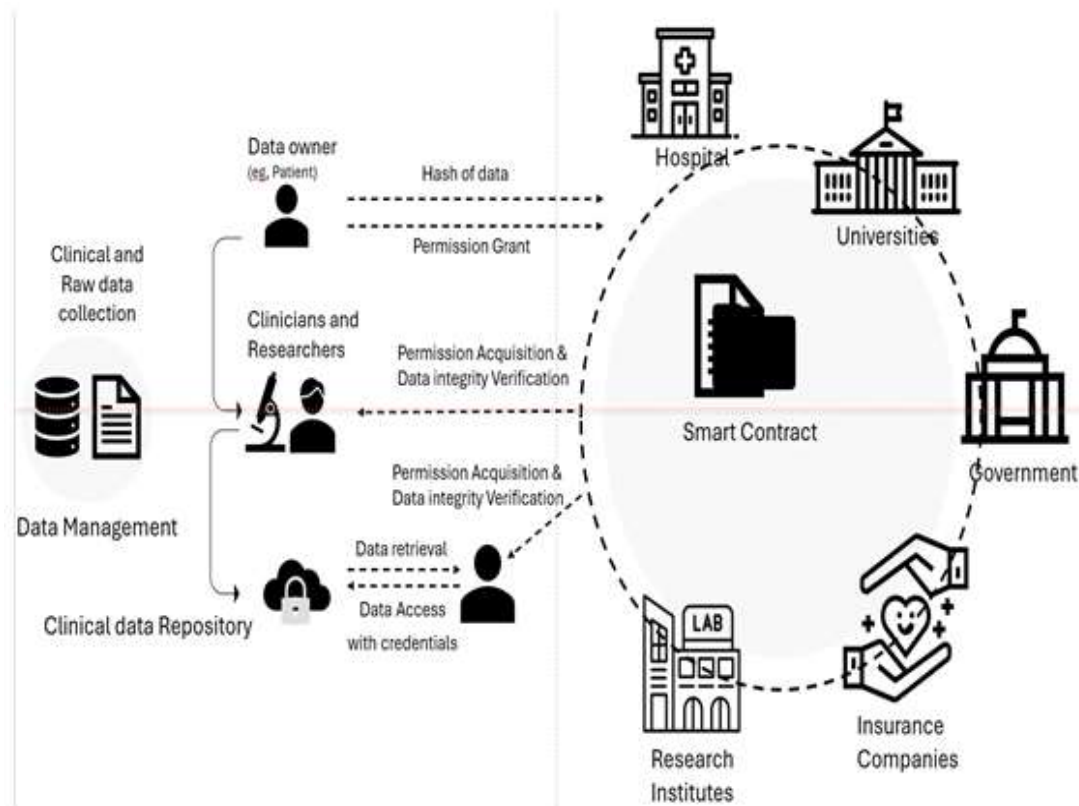 Hospital
Data owner
(eg, Patient)
Hash of data
Universities
Permission Grant
Clinical and
Raw data
collection
Clinicians and
Researchers
Permission Acquisition &
Data integrity Verification
Smart Contract
Government
Permission Acquisition &
Data integrity Verification
Data Management
Data retrieval
Clinical data Repository
Data Access
with credentials
LAB
Insurance
Companies
Research
Institutes